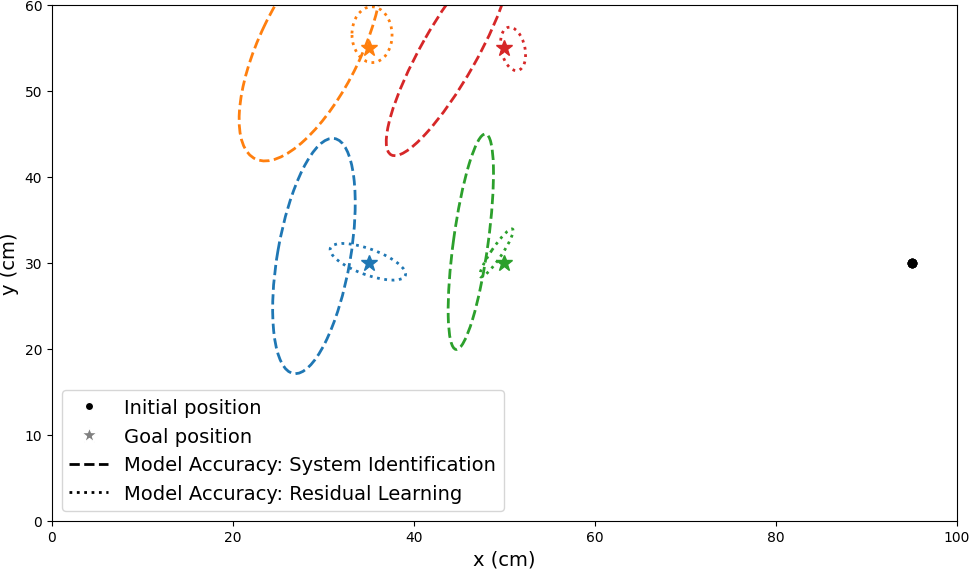 60
50
40
30
20
10
0
y (cm)
Initial position
Goal position
Model Accuracy: System Identification
Model Accuracy: Residual Learning
0 20 40 60 80 100
x (cm)